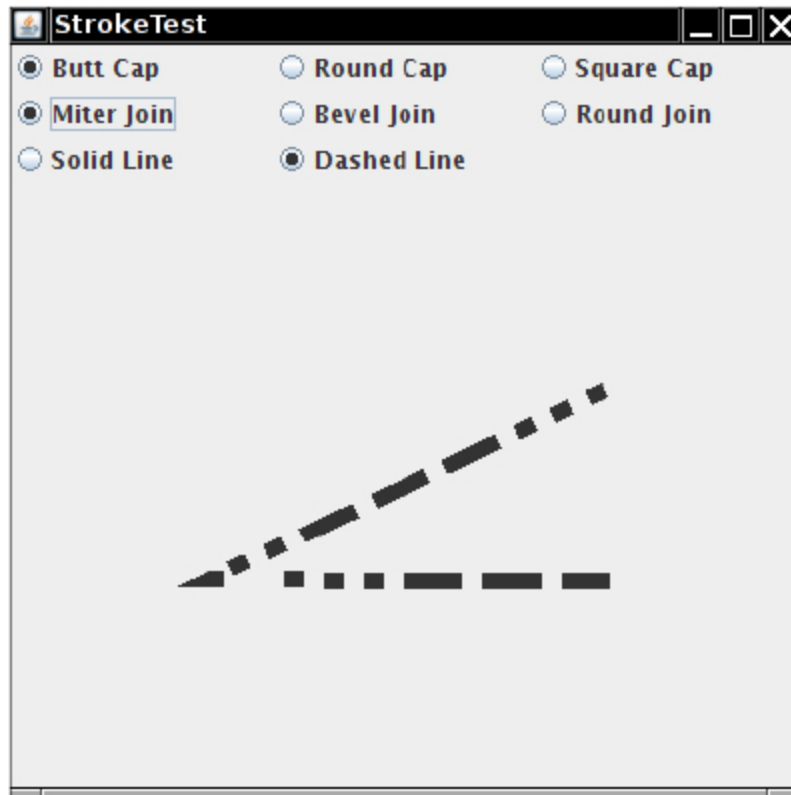 StrokeTest
Butt Cap Round Cap Square Cap
Miter Join Bevel Join Round Join
Solid Line Dashed Line